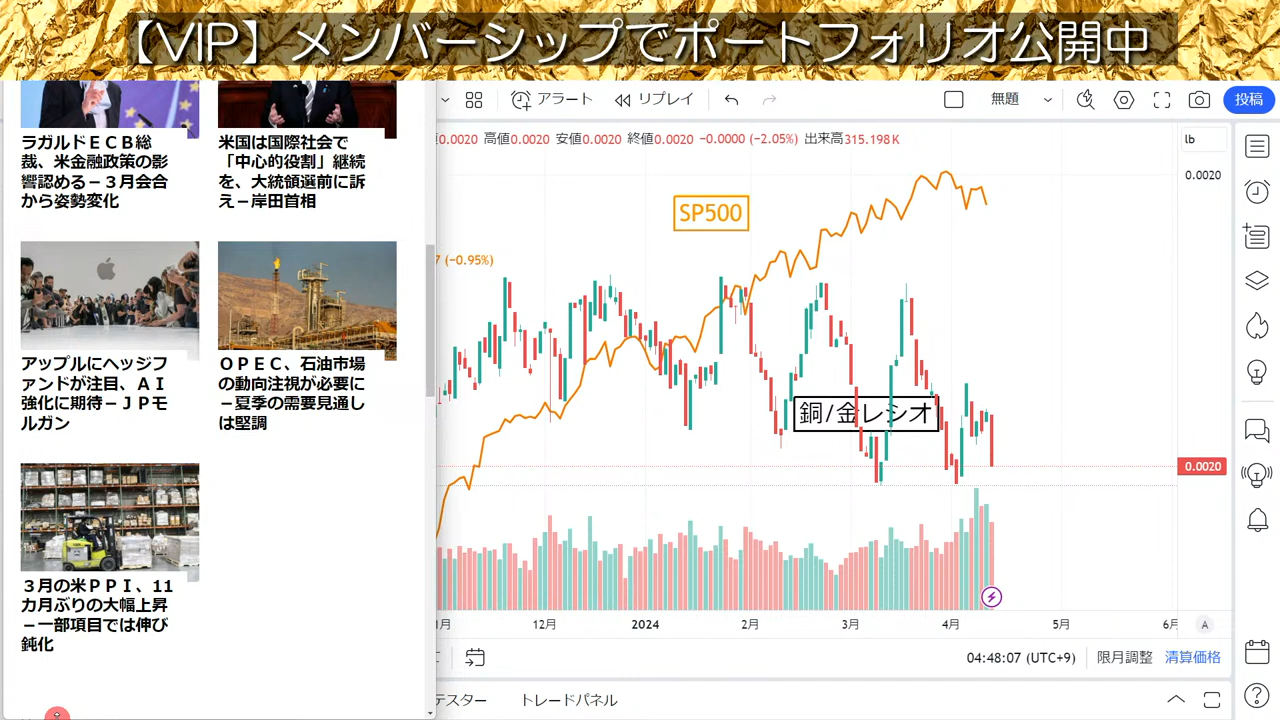 【VIP】メンバーシップでポートフォリオ公開中
ラガルドＥＣＢ総
裁、米金融政策の影
響認める－３月会合
から姿勢変化
米国は国際社会で
「中心的役割」継続
を、大統領選前に訴
え－岸田首相
アップルにヘッジフ
ァンドが注目、ＡＩ
強化に期待－ＪＰモ
ルガン
ＯＰＥＣ、石油市場
の動向注視が必要に
－夏季の需要見通し
は堅調
３月の米ＰＰＩ、11
カ月ぶりの大幅上昇
－一部項目では伸び
鈍化
アラート
リプレイ
無題
投稿
0.0020 高値0.0020 安値0.0020 終値0.0020 −0.0000 (−2.05%) 出来高315.198K
lb
0.0020
SP500
7 (−0.95%)
銅/金レシオ
0.0020
月 12月 2024 2月 3月 4月 5月 6月
A
04:48:07 (UTC+9) 限月調整 清算価格
テスター トレードパネル